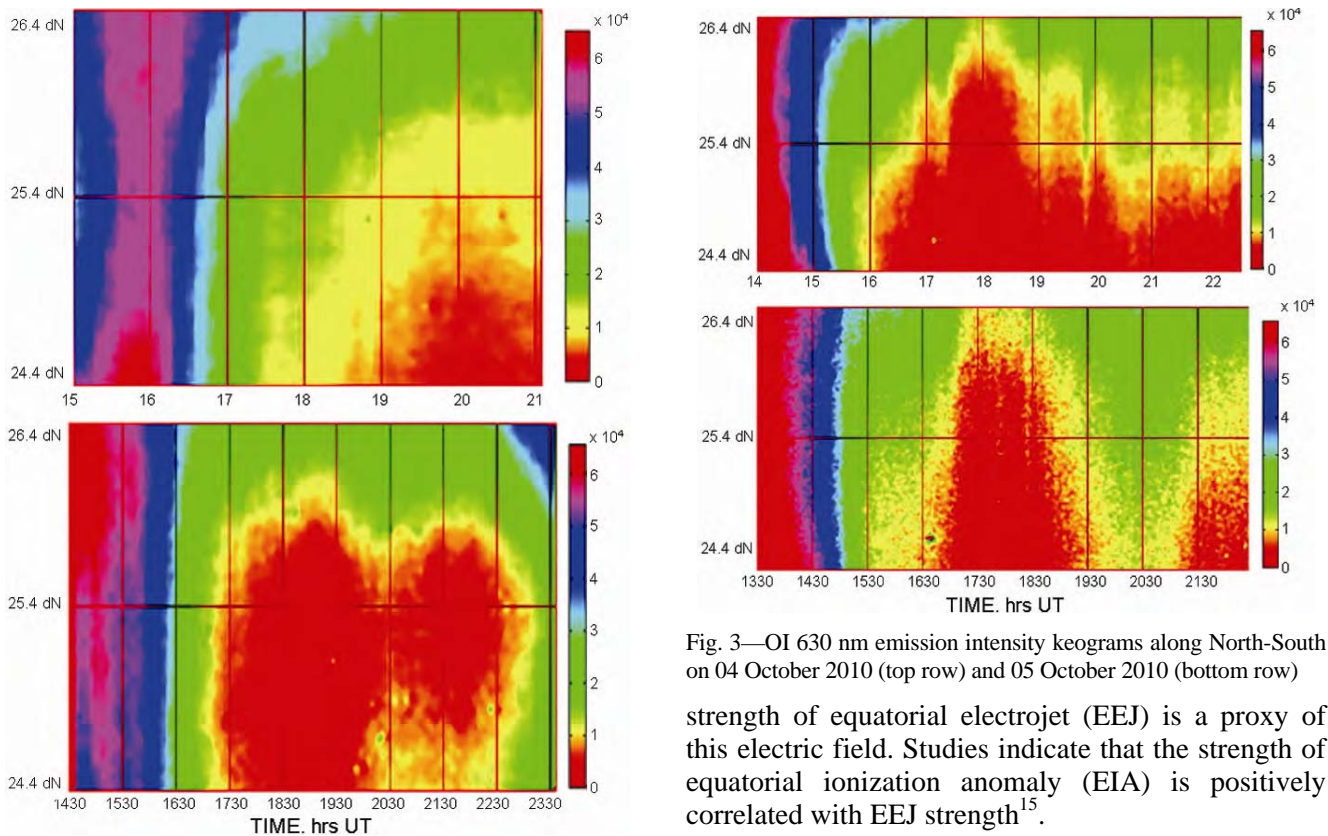 x 10⁴
26.4 dN
25.4 dN
24.4 dN
6
5
4
3
2
1
0
15 16 17 18 19 20 21
x 10⁴
26.4 dN
25.4 dN
24.4 dN
6
5
4
3
2
1
0
1430 1530 1630 1730 1830 1930 2030 2130 2230 2330
TIME. hrs UT
x 10⁴
26.4 dN
25.4 dN
24.4 dN
6
5
4
3
2
1
0
14 15 16 17 18 19 20 21 22
x 10⁴
26.4 dN
25.4 dN
24.4 dN
6
5
4
3
2
1
0
1330 1430 1530 1630 1730 1830 1930 2030 2130
TIME. hrs UT
Fig. 3—OI 630 nm emission intensity keograms along North-South
on 04 October 2010 (top row) and 05 October 2010 (bottom row)
strength of equatorial electrojet (EEJ) is a proxy of
this electric field. Studies indicate that the strength of
equatorial ionization anomaly (EIA) is positively
correlated with EEJ strength¹⁵.